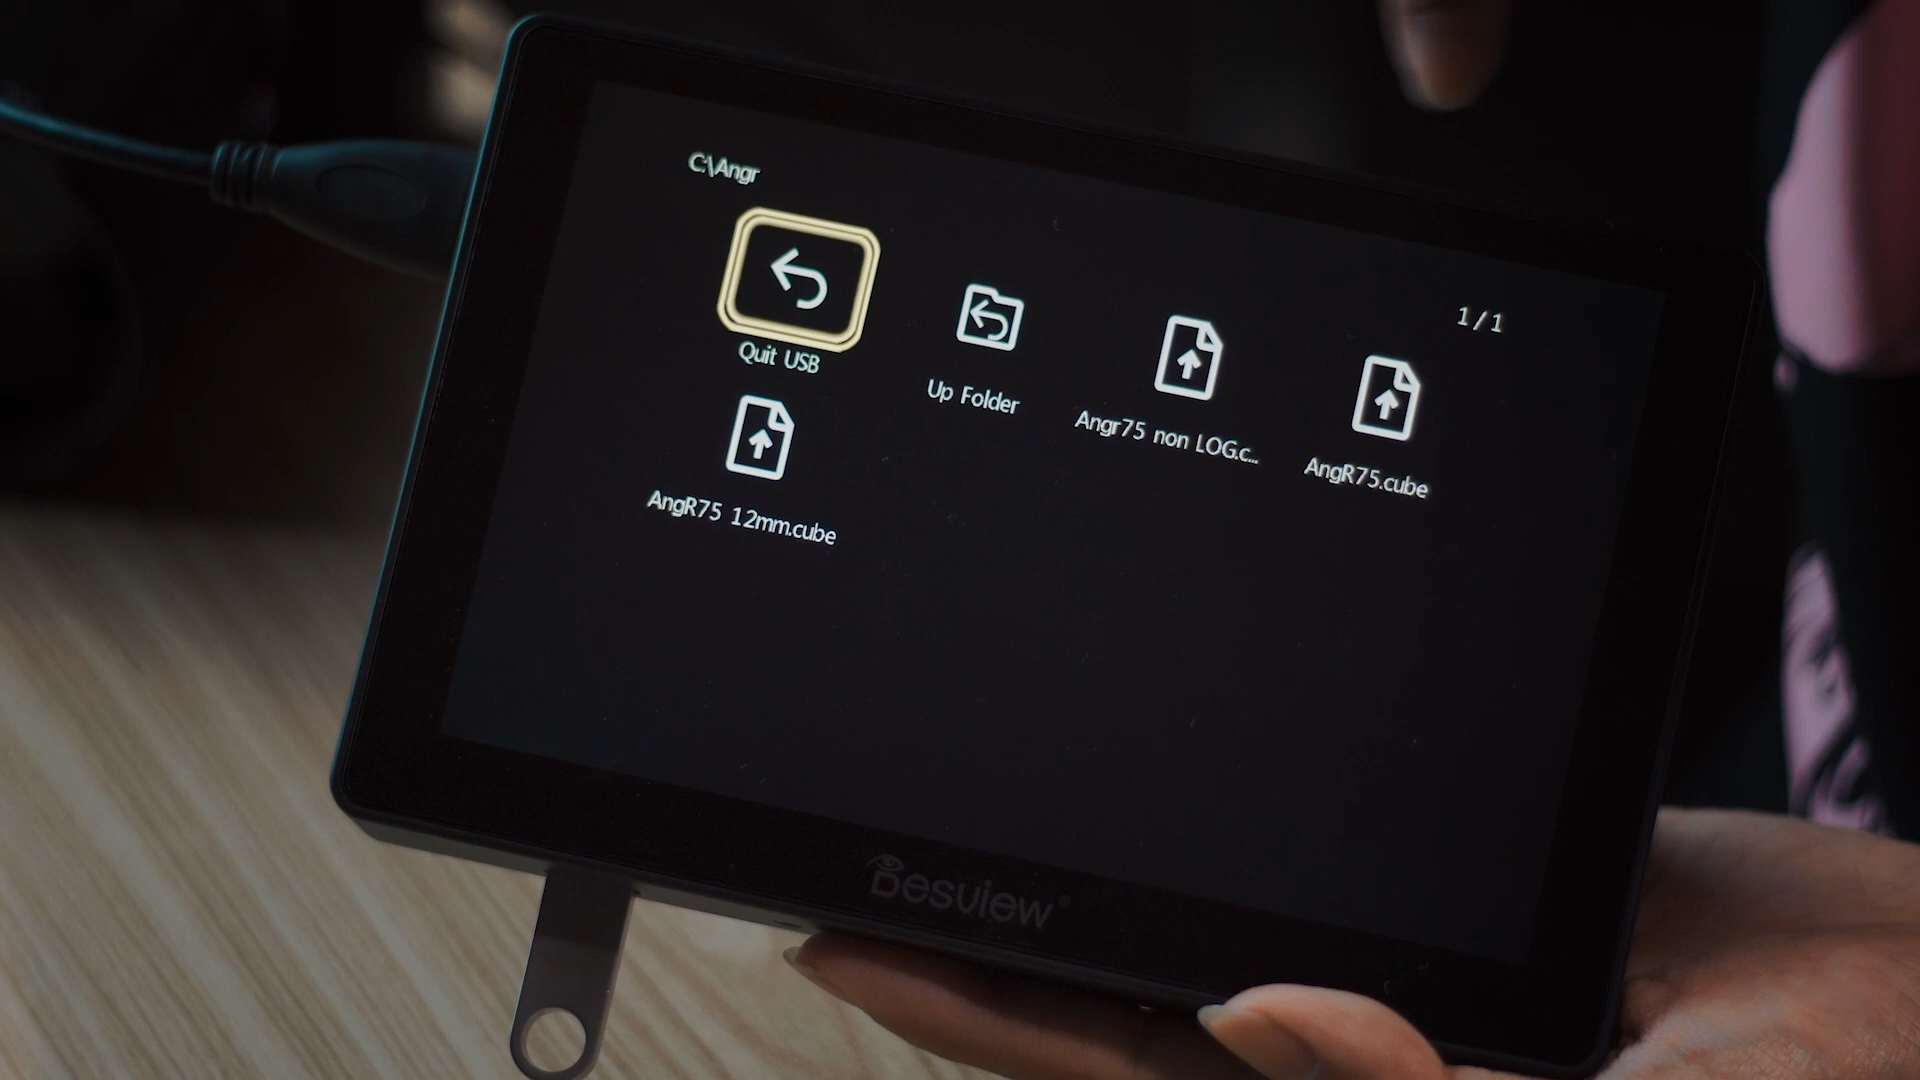 C:\Angr
1/1
Quit USB
Up Folder
Angr75 non LOG.c...
AngR75.cube
AngR75 12mm.cube
Desview®